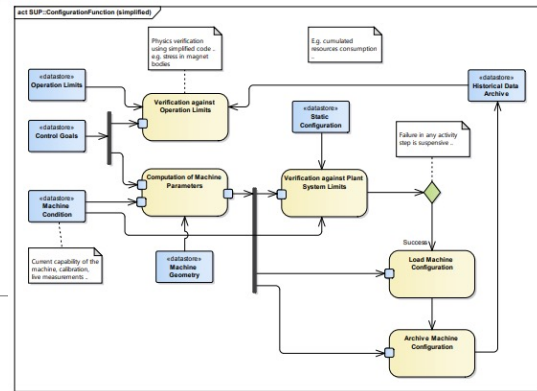 act SUP::ConfigurationFunction (simplified)
Physics verification
using simplified code ..
e.g. stress in magnet
bodies
E.g. cumulated
resources consumption
..
«datastore»
Operation Limits
Verification against
Operation Limits
«datastore»
Historical Data
Archive
«datastore»
Control Goals
«datastore»
Static
Configuration
Failure in any activity
step is suspensive ..
Computation of Machine
Parameters
Verification against Plant
System Limits
«datastore»
Machine
Condition
Success
Current capability of the
machine, calibration,
live measurements ..
«datastore»
Machine
Geometry
Load Machine
Configuration
Archive Machine
Configuration